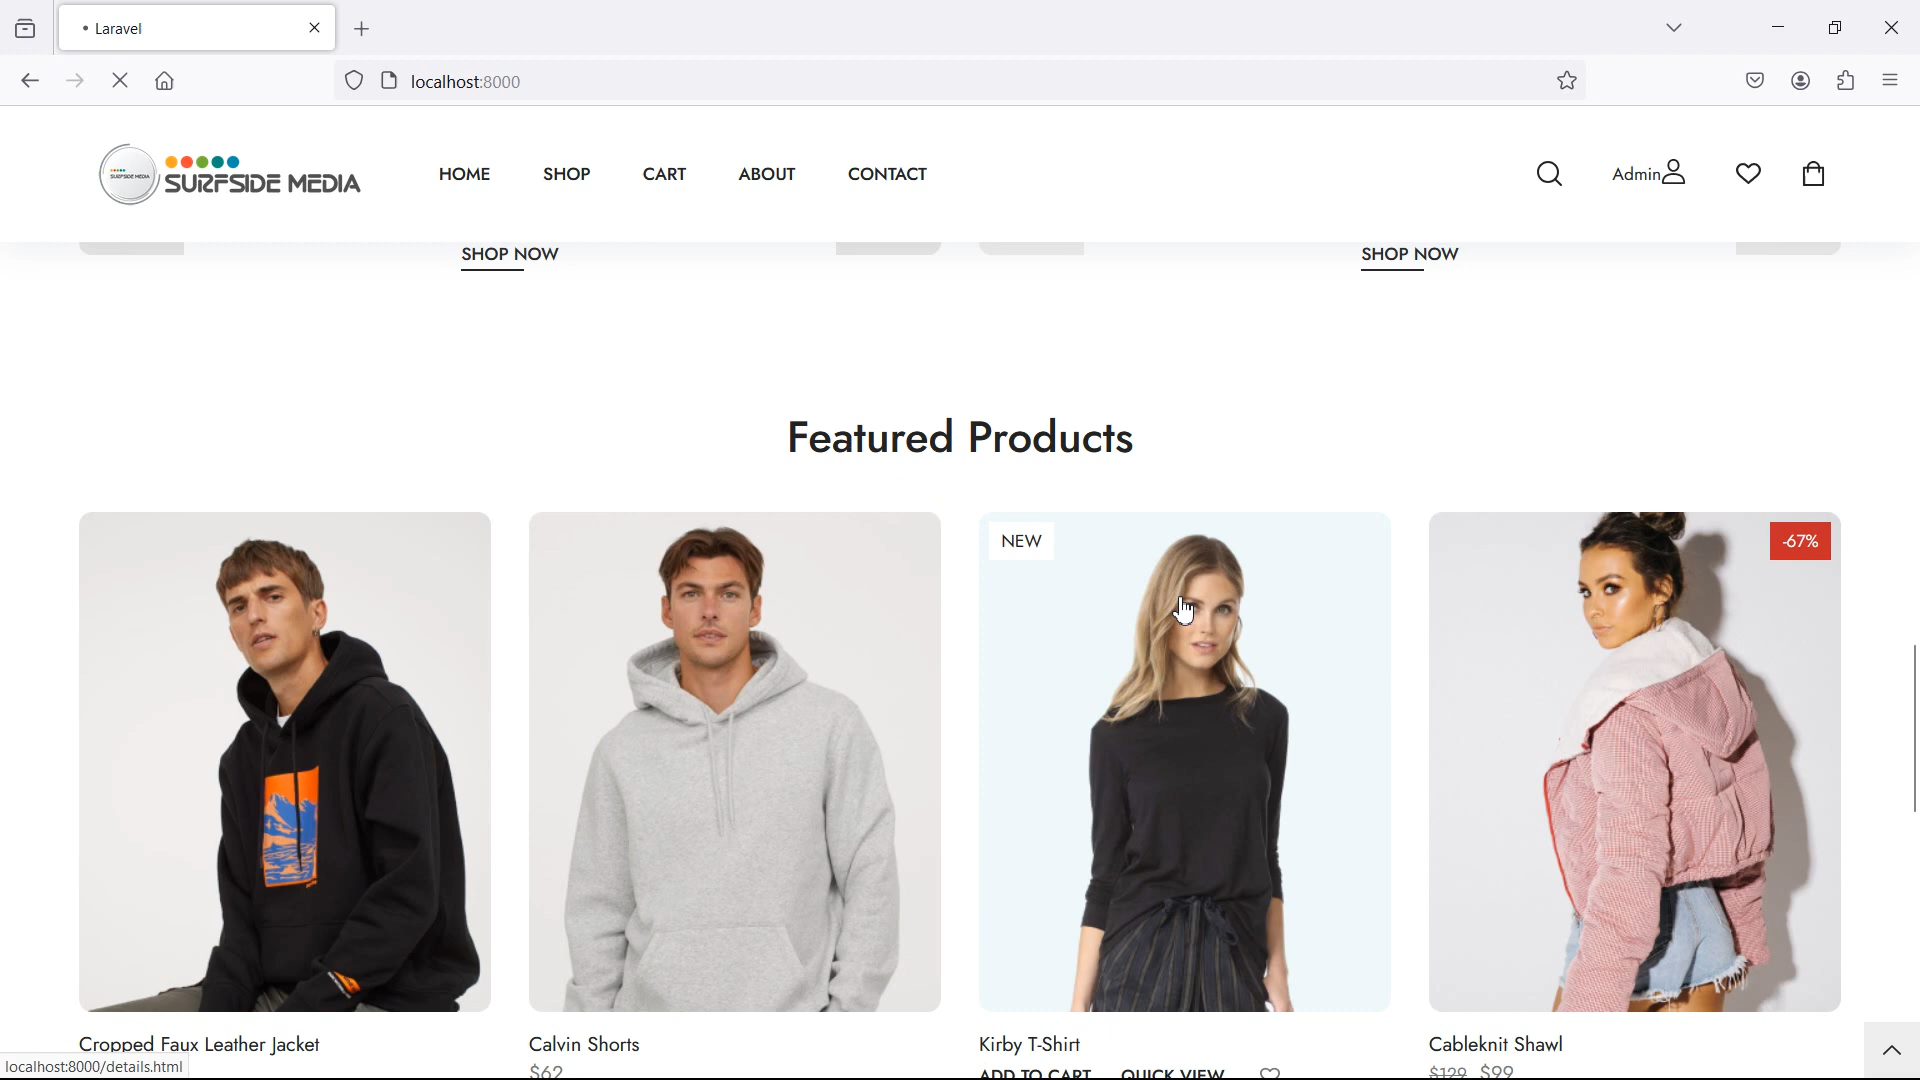 Laravel
localhost:8000
SURFSIDE MEDIA
SURFSIDE MEDIA
HOME
SHOP
CART
ABOUT
CONTACT
Admin
SHOP NOW
SHOP NOW
Featured Products
NEW
-67%
Cropped Faux Leather Jacket
Calvin Shorts
Kirby T-Shirt
Cableknit Shawl
$62
ADD TO CART
QUICK VIEW
$129 $99
localhost:8000/details.html